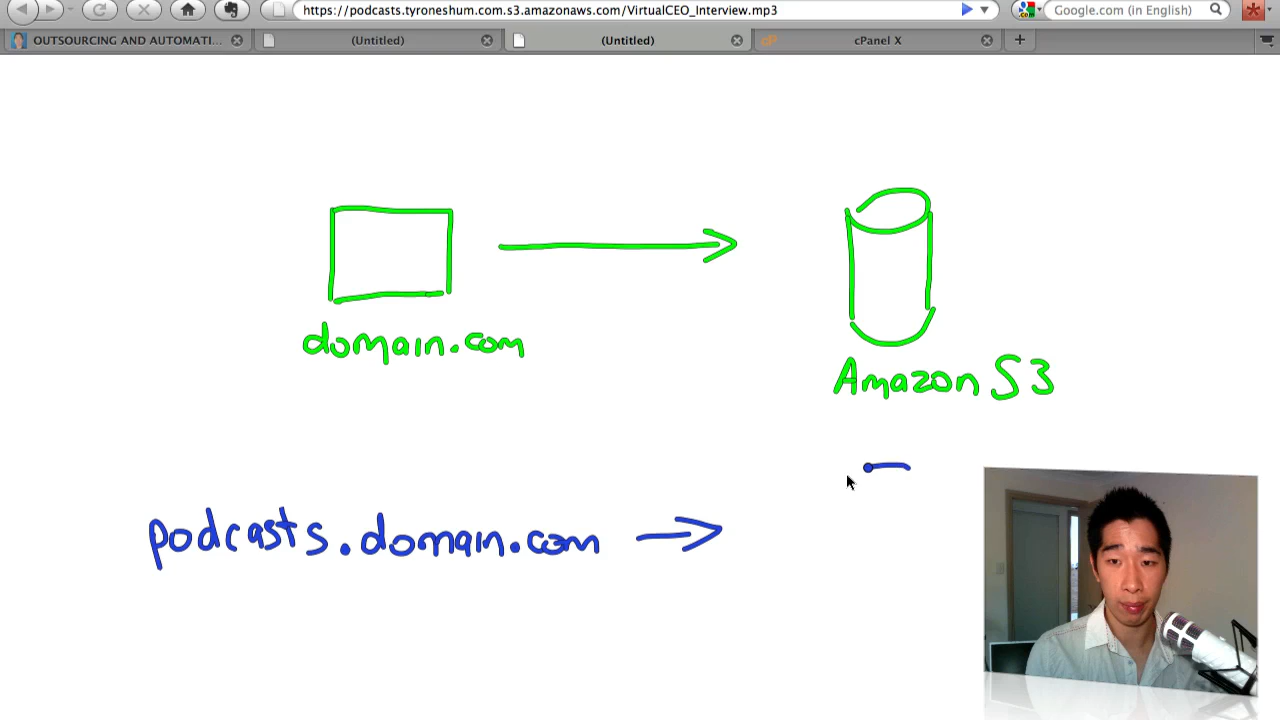 https://podcasts.tyroneshum.com.s3.amazonaws.com/VirtualCEO_Interview.mp3
Google.com (in English)
OUTSOURCING AND AUTOMATI...
(Untitled)
(Untitled)
cP
cPanel X
domain.com
Amazon S3
podcasts.domain.com